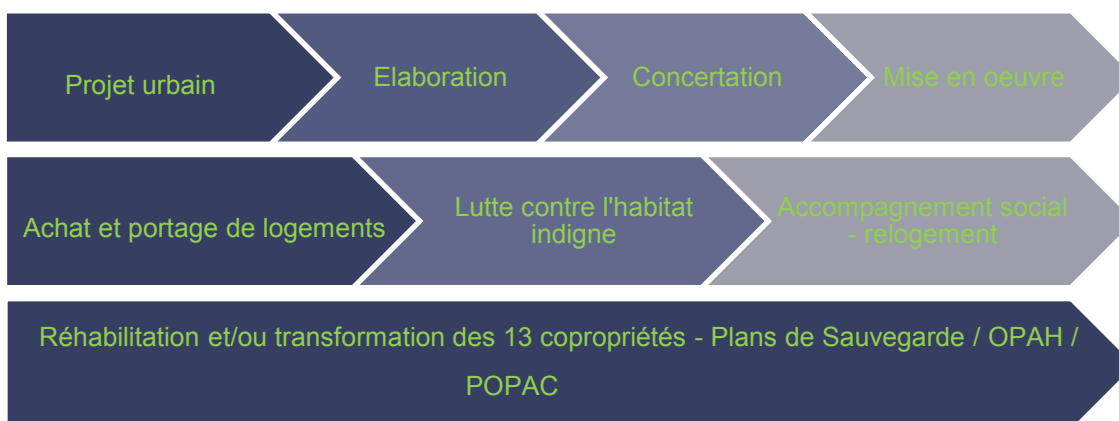 Projet urbain
Elaboration
Concertation
Mise en oeuvre
Achat et portage de logements
Lutte contre l'habitat
indigne
Accompagnement social
- relogement
Réhabilitation et/ou transformation des 13 copropriétés - Plans de Sauvegarde / OPAH /
POPAC